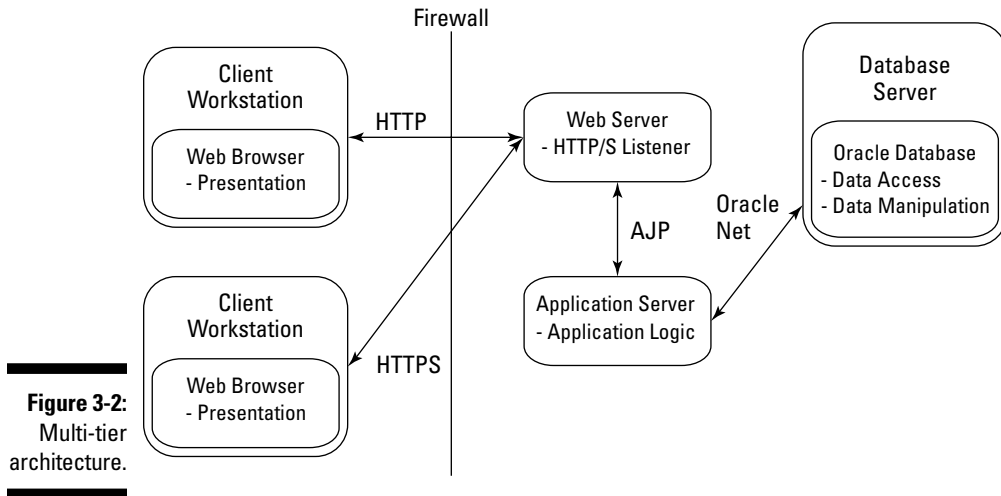 Firewall
Client
Workstation
Web Browser
- Presentation
HTTP
Web Server
- HTTP/S Listener
Database
Server
Oracle Database
- Data Access
- Data Manipulation
Oracle
Net
AJP
Application Server
- Application Logic
Client
Workstation
Web Browser
- Presentation
HTTPS
Figure 3-2:
Multi-tier
architecture.